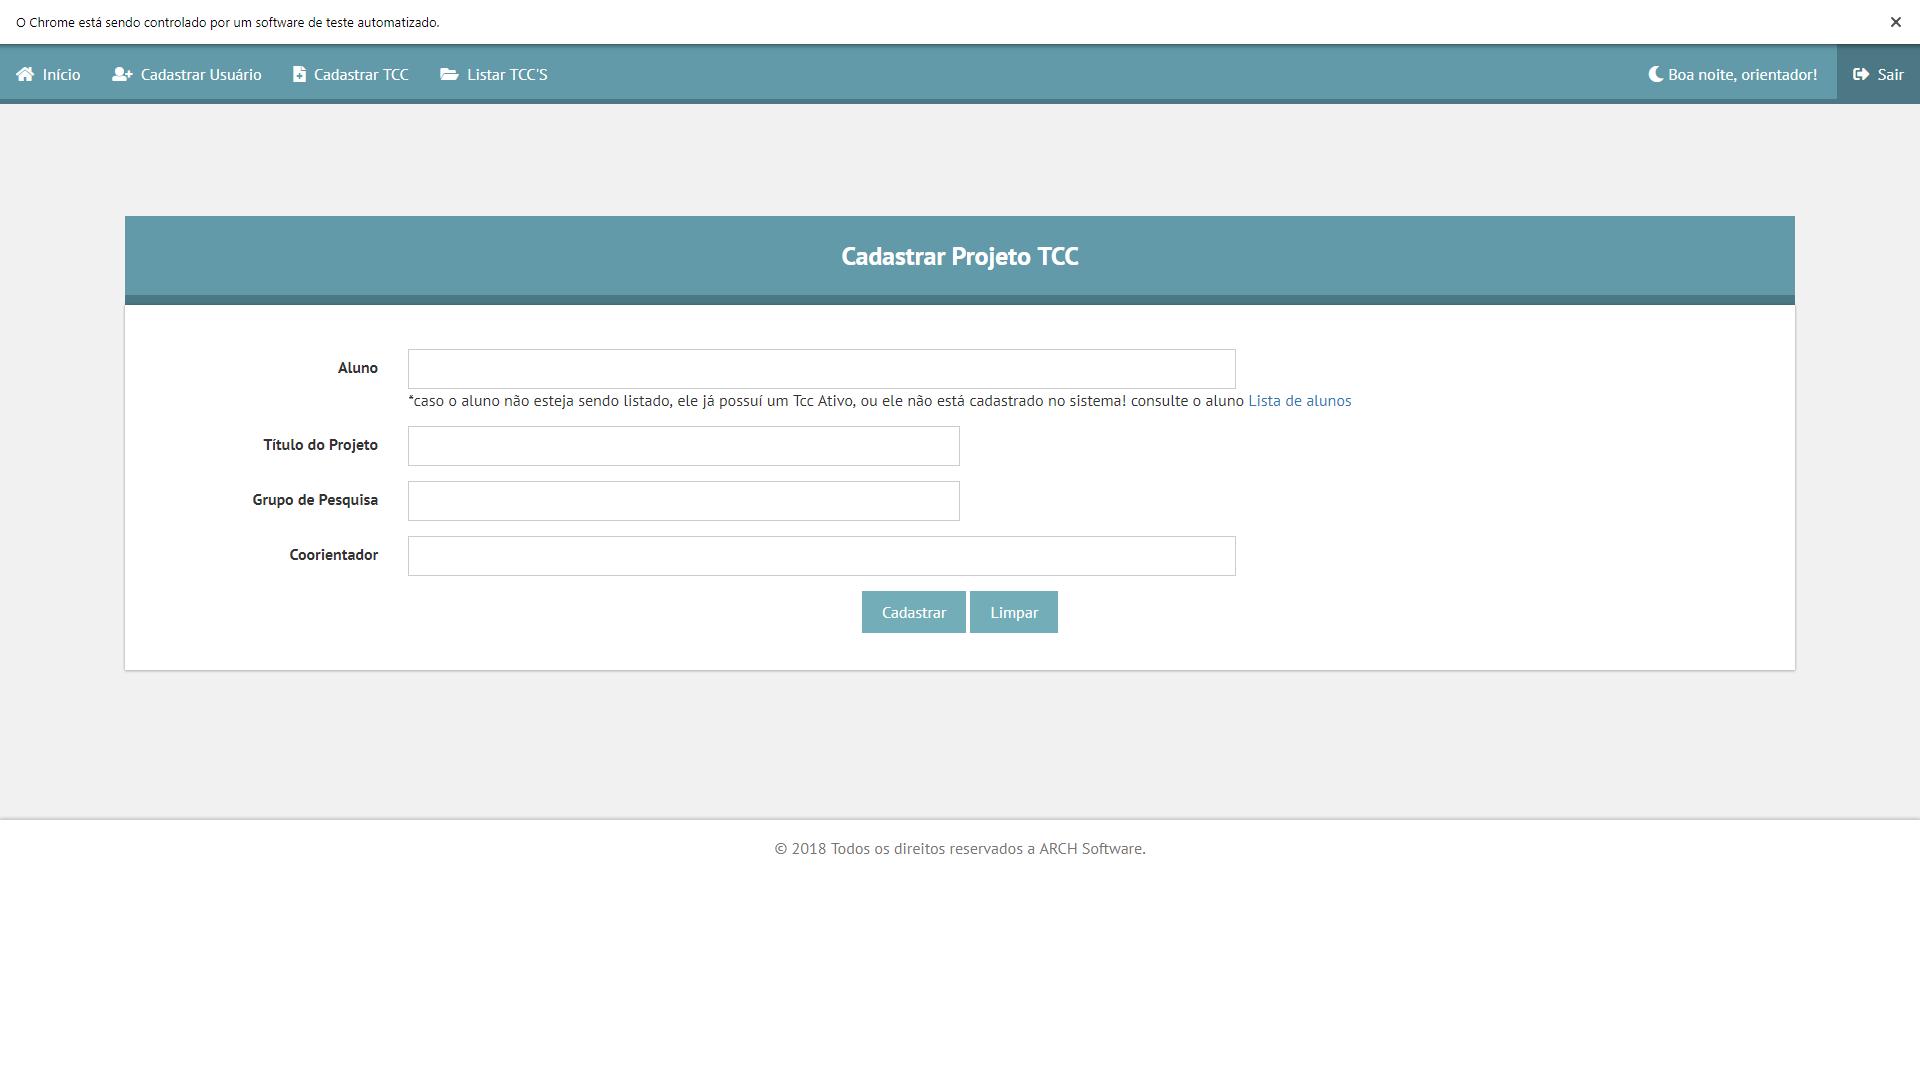 O Chrome está sendo controlado por um software de teste automatizado.
Início Cadastrar Usuário Cadastrar TCC Listar TCC'S Boa noite, orientador! Sair
Cadastrar Projeto TCC
Aluno
*caso o aluno não esteja sendo listado, ele já possuí um Tcc Ativo, ou ele não está cadastrado no sistema! consulte o aluno Lista de alunos
Título do Projeto
Grupo de Pesquisa
Coorientador
Cadastrar Limpar
© 2018 Todos os direitos reservados a ARCH Software.